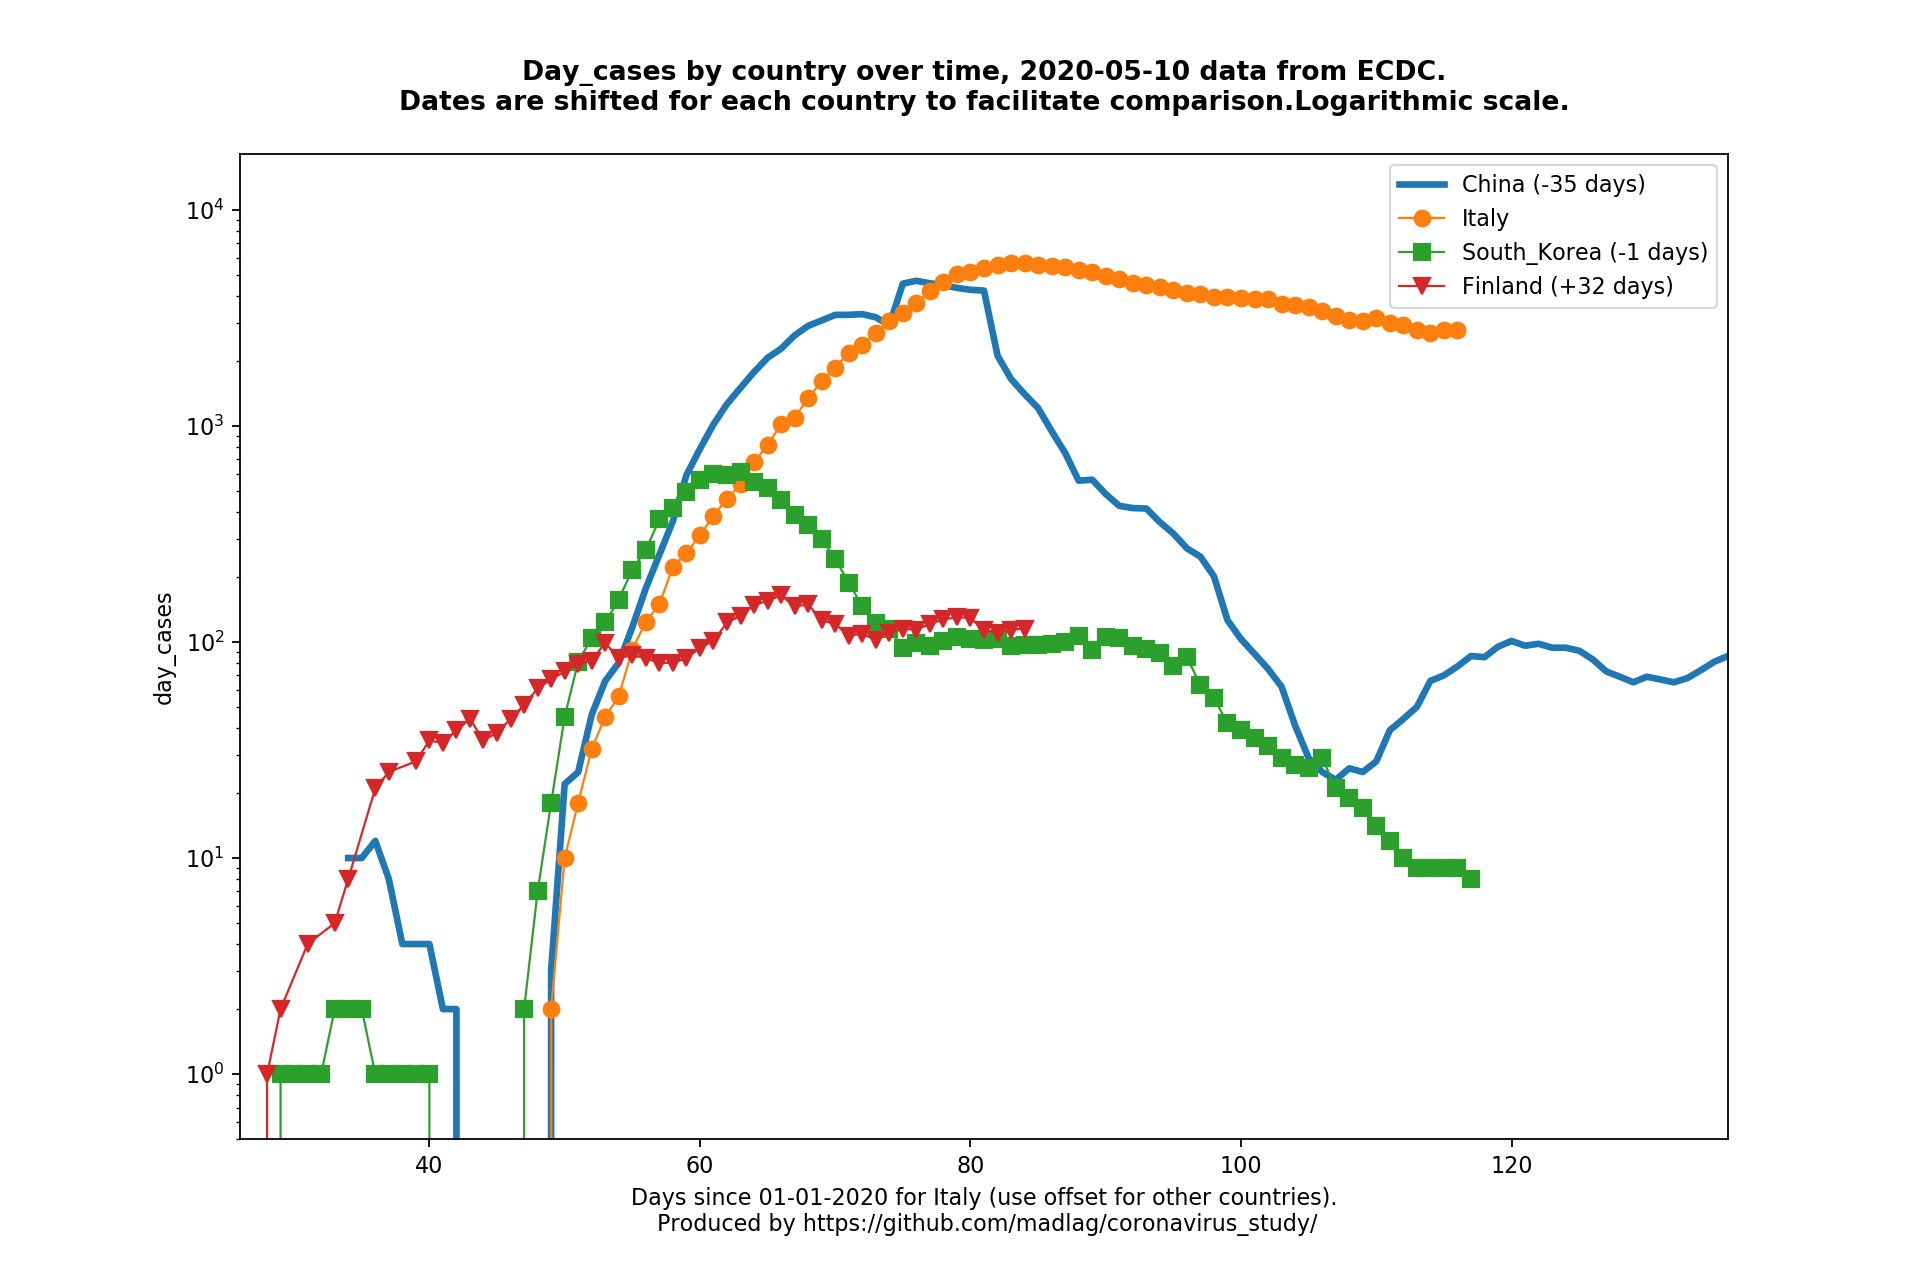 Day_cases by country over time, 2020-05-10 data from ECDC.
Dates are shifted for each country to facilitate comparison.Logarithmic scale.
China (-35 days)
Italy
South_Korea (-1 days)
Finland (+32 days)
day_cases
10⁴
10³
10²
10¹
10⁰
40 60 80 100 120
Days since 01-01-2020 for Italy (use offset for other countries).
Produced by https://github.com/madlag/coronavirus_study/